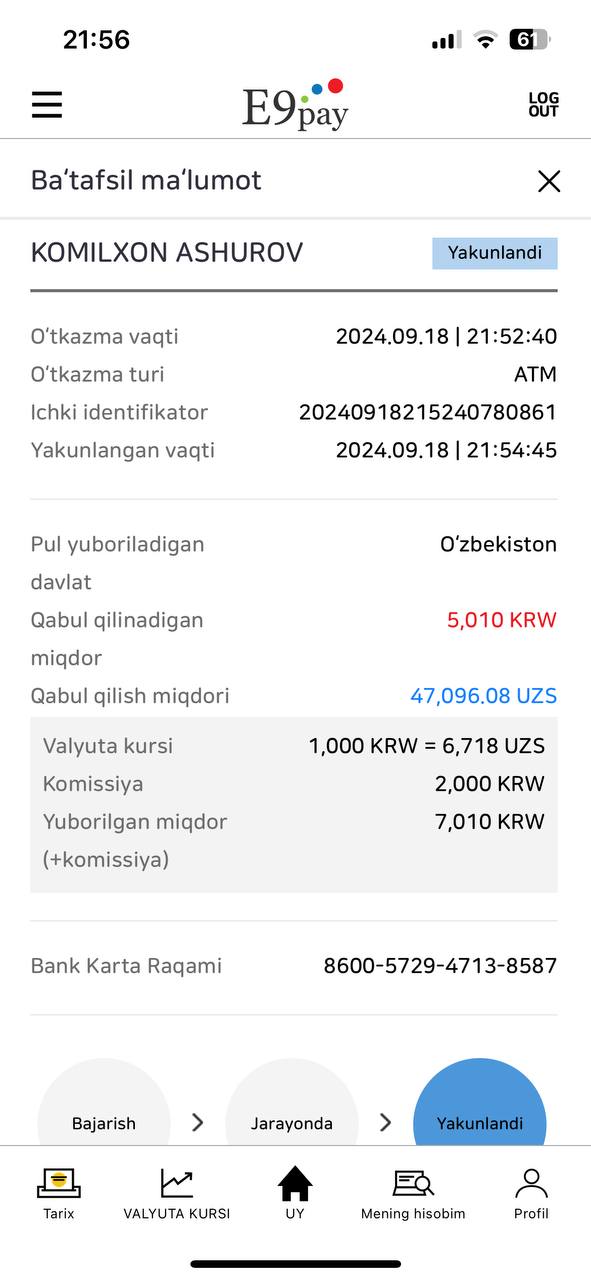 21:56
61
E9pay
LOG
OUT
Baʻtafsil maʻlumot
KOMILXON ASHUROV
Yakunlandi
Oʻtkazma vaqti 2024.09.18 | 21:52:40
Oʻtkazma turi ATM
Ichki identifikator 20240918215240780861
Yakunlangan vaqti 2024.09.18 | 21:54:45
Pul yuboriladigan Oʻzbekiston
davlat
Qabul qilinadigan 5,010 KRW
miqdor
Qabul qilish miqdori 47,096.08 UZS
Valyuta kursi 1,000 KRW = 6,718 UZS
Komissiya 2,000 KRW
Yuborilgan miqdor 7,010 KRW
(+komissiya)
Bank Karta Raqami 8600-5729-4713-8587
Bajarish > Jarayonda > Yakunlandi
Tarix VALYUTA KURSI UY Mening hisobim Profil